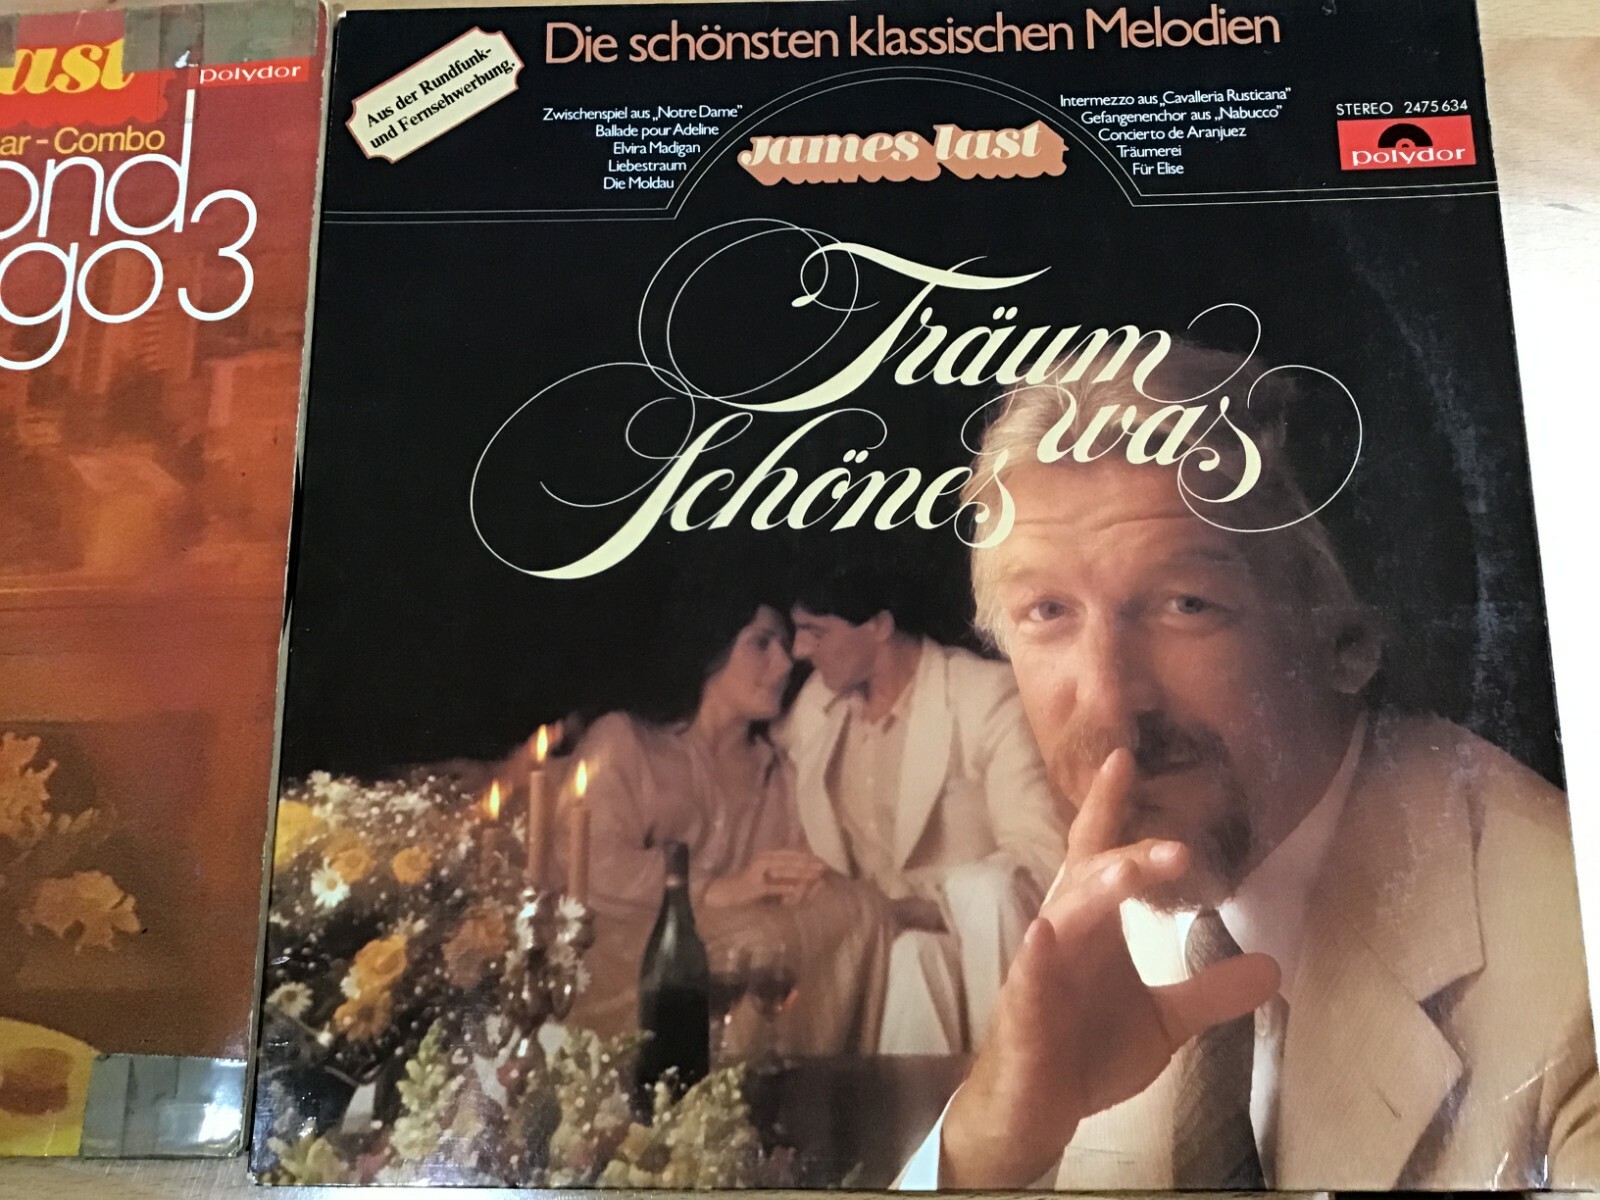 ast
polydor
ar-Combo
ond
go 3
Aus der Rundfunk-
und Fernsehwerbung.
Die schönsten klassischen Melodien
Zwischenspiel aus „Notre Dame”
Ballade pour Adeline
Elvira Madigan
Liebestraum
Die Moldau
James Last
Intermezzo aus „Cavalleria Rusticana”
Gefangenenchor aus „Nabucco”
Concierto de Aranjuez
Träumerei
Für Elise
STEREO 2475 634
polydor
Träum
was
Schönes